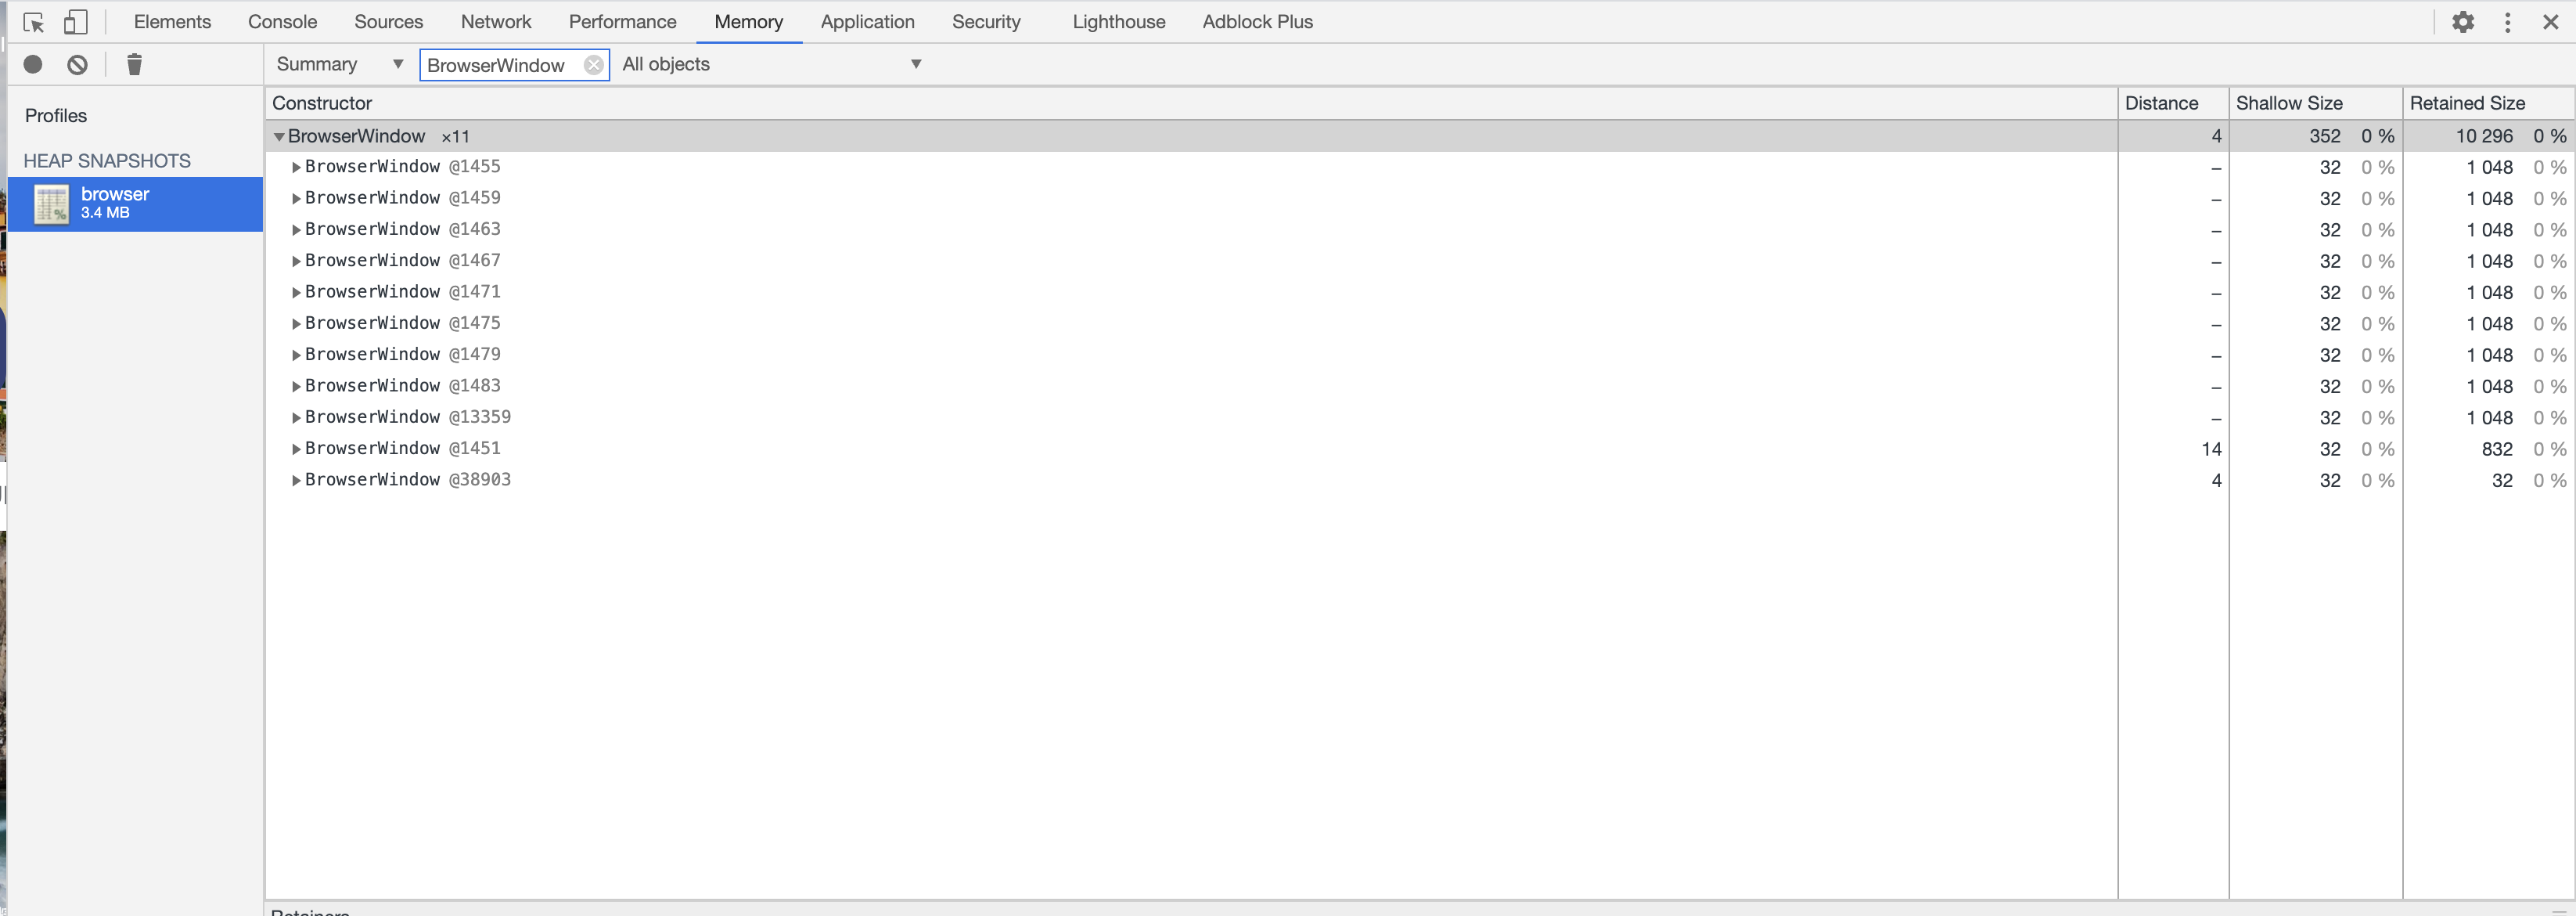 Elements Console Sources Network Performance Memory Application Security Lighthouse Adblock Plus
Summary ▼ BrowserWindow All objects ▼
Profiles
HEAP SNAPSHOTS
browser
3.4 MB
Constructor Distance Shallow Size Retained Size
▼BrowserWindow ×11 4 352 0 % 10 296 0 %
▶BrowserWindow @1455 – 32 0 % 1 048 0 %
▶BrowserWindow @1459 – 32 0 % 1 048 0 %
▶BrowserWindow @1463 – 32 0 % 1 048 0 %
▶BrowserWindow @1467 – 32 0 % 1 048 0 %
▶BrowserWindow @1471 – 32 0 % 1 048 0 %
▶BrowserWindow @1475 – 32 0 % 1 048 0 %
▶BrowserWindow @1479 – 32 0 % 1 048 0 %
▶BrowserWindow @1483 – 32 0 % 1 048 0 %
▶BrowserWindow @13359 – 32 0 % 1 048 0 %
▶BrowserWindow @1451 14 32 0 % 832 0 %
▶BrowserWindow @38903 4 32 0 % 32 0 %
Retainers